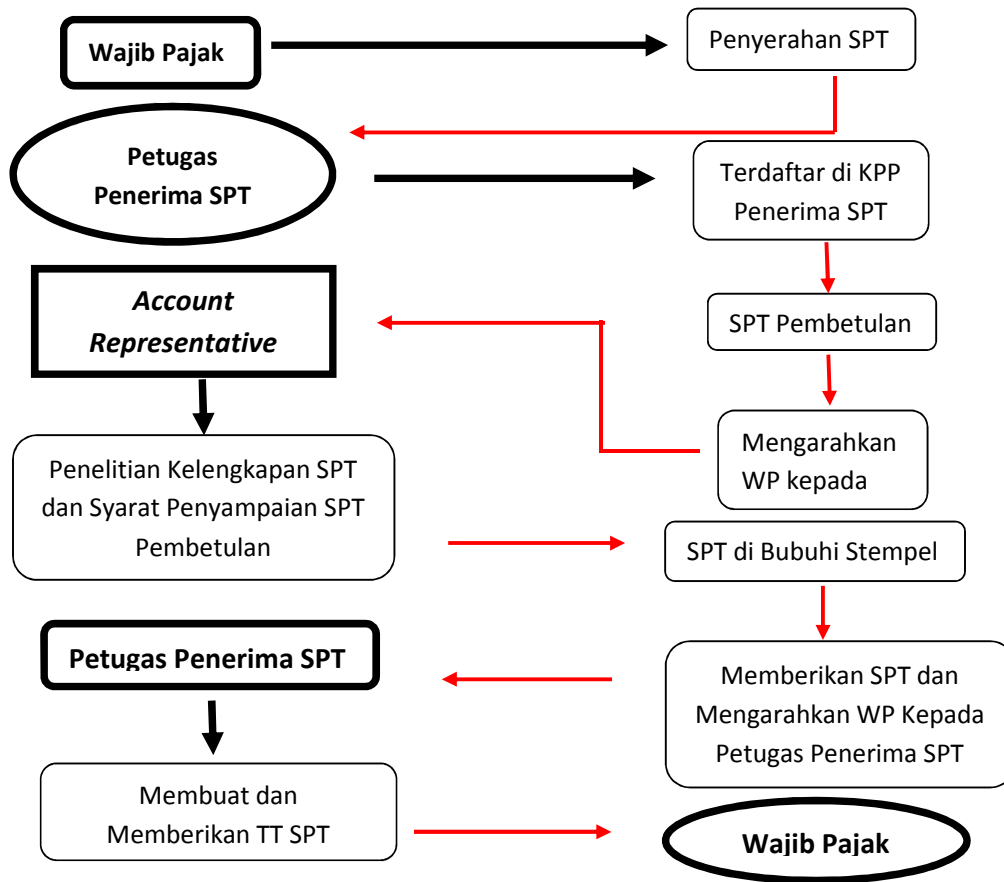 Wajib Pajak
Penyerahan SPT
Petugas
Penerima SPT
Terdaftar di KPP
Penerima SPT
Account
Representative
SPT Pembetulan
Mengarahkan
WP kepada
Penelitian Kelengkapan SPT
dan Syarat Penyampaian SPT
Pembetulan
SPT di Bubuhi Stempel
Petugas Penerima SPT
Memberikan SPT dan
Mengarahkan WP Kepada
Petugas Penerima SPT
Membuat dan
Memberikan TT SPT
Wajib Pajak